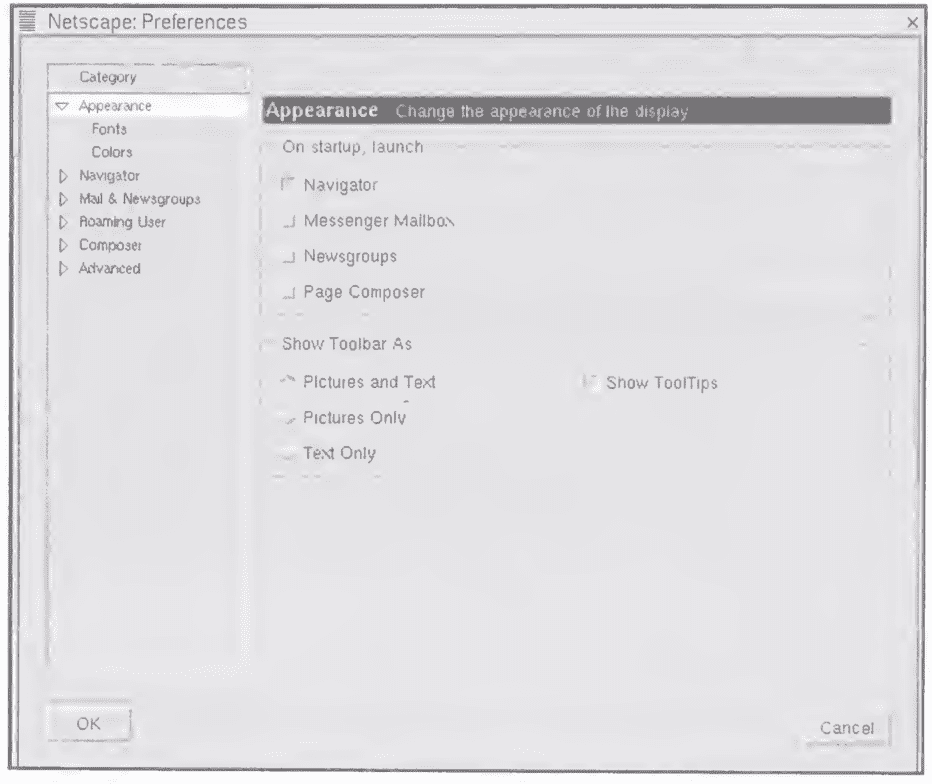 Netscape: Preferences
Category
Appearance
Fonts
Colors
Navigator
Mail & Newsgroups
Roaming User
Composer
Advanced
Appearance Change the appearance of the display
On startup, launch
Navigator
Messenger Mailbox
Newsgroups
Page Composer
Show Toolbar As
Pictures and Text
Show ToolTips
Pictures Only
Text Only
OK
Cancel